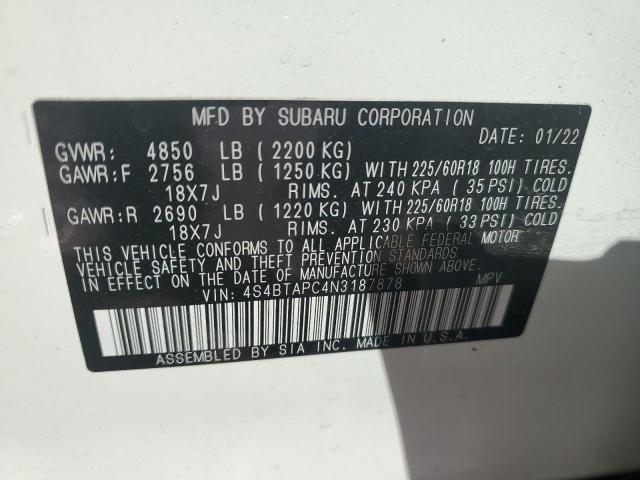 MFD BY SUBARU CORPORATION
DATE: 01/22
GVWR: 4850 LB ( 2200 KG)
GAWR:F 2756 LB ( 1250 KG) WITH 225/60R18 100H TIRES.
18X7J RIMS. AT 240 KPA ( 35 PSI) COLD
GAWR:R 2690 LB ( 1220 KG) WITH 225/60R18 100H TIRES.
18X7J RIMS. AT 230 KPA ( 33 PSI) COLD
THIS VEHICLE CONFORMS TO ALL APPLICABLE FEDERAL MOTOR
VEHICLE SAFETY AND THEFT PREVENTION STANDARDS
IN EFFECT ON THE DATE OF MANUFACTURE SHOWN ABOVE.
VIN: 4S4BTAPC4N3187878 MPV
ASSEMBLED BY SIA INC. MADE IN U.S.A.